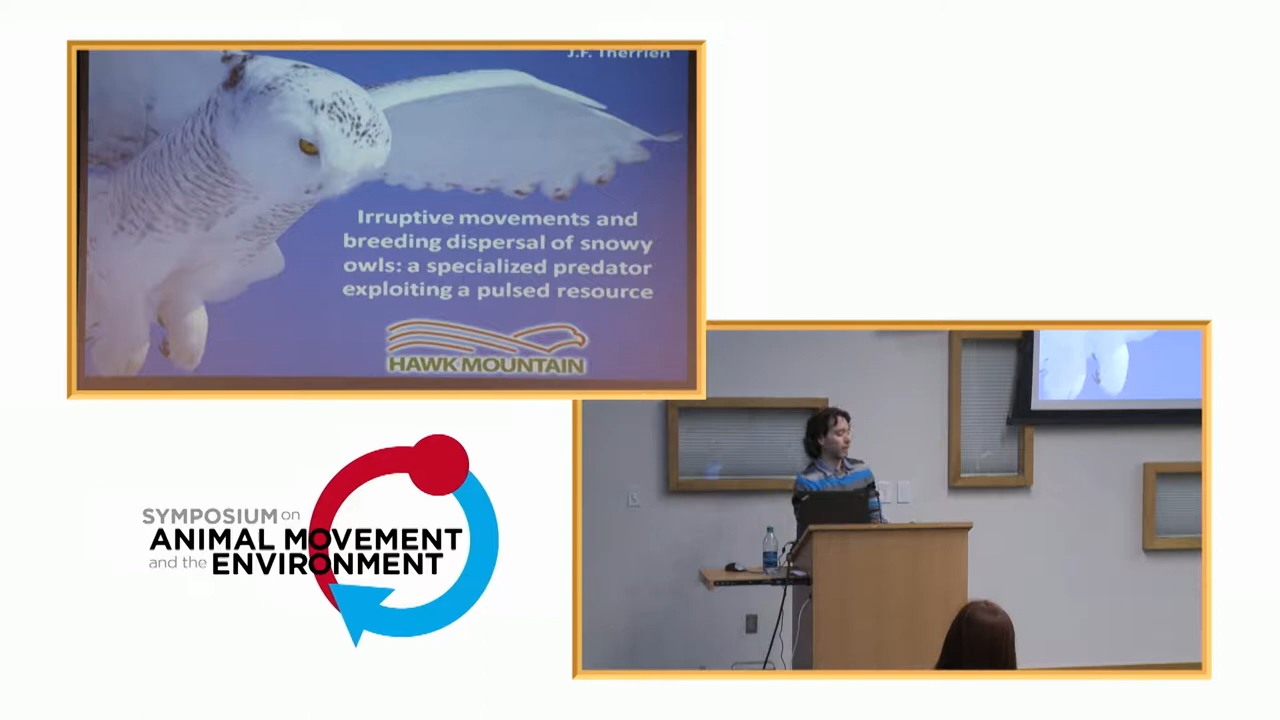 J.F. Therrien
Irruptive movements and
breeding dispersal of snowy
owls: a specialized predator
exploiting a pulsed resource
HAWK MOUNTAIN
SYMPOSIUM on
ANIMAL MOVEMENT
and the ENVIRONMENT